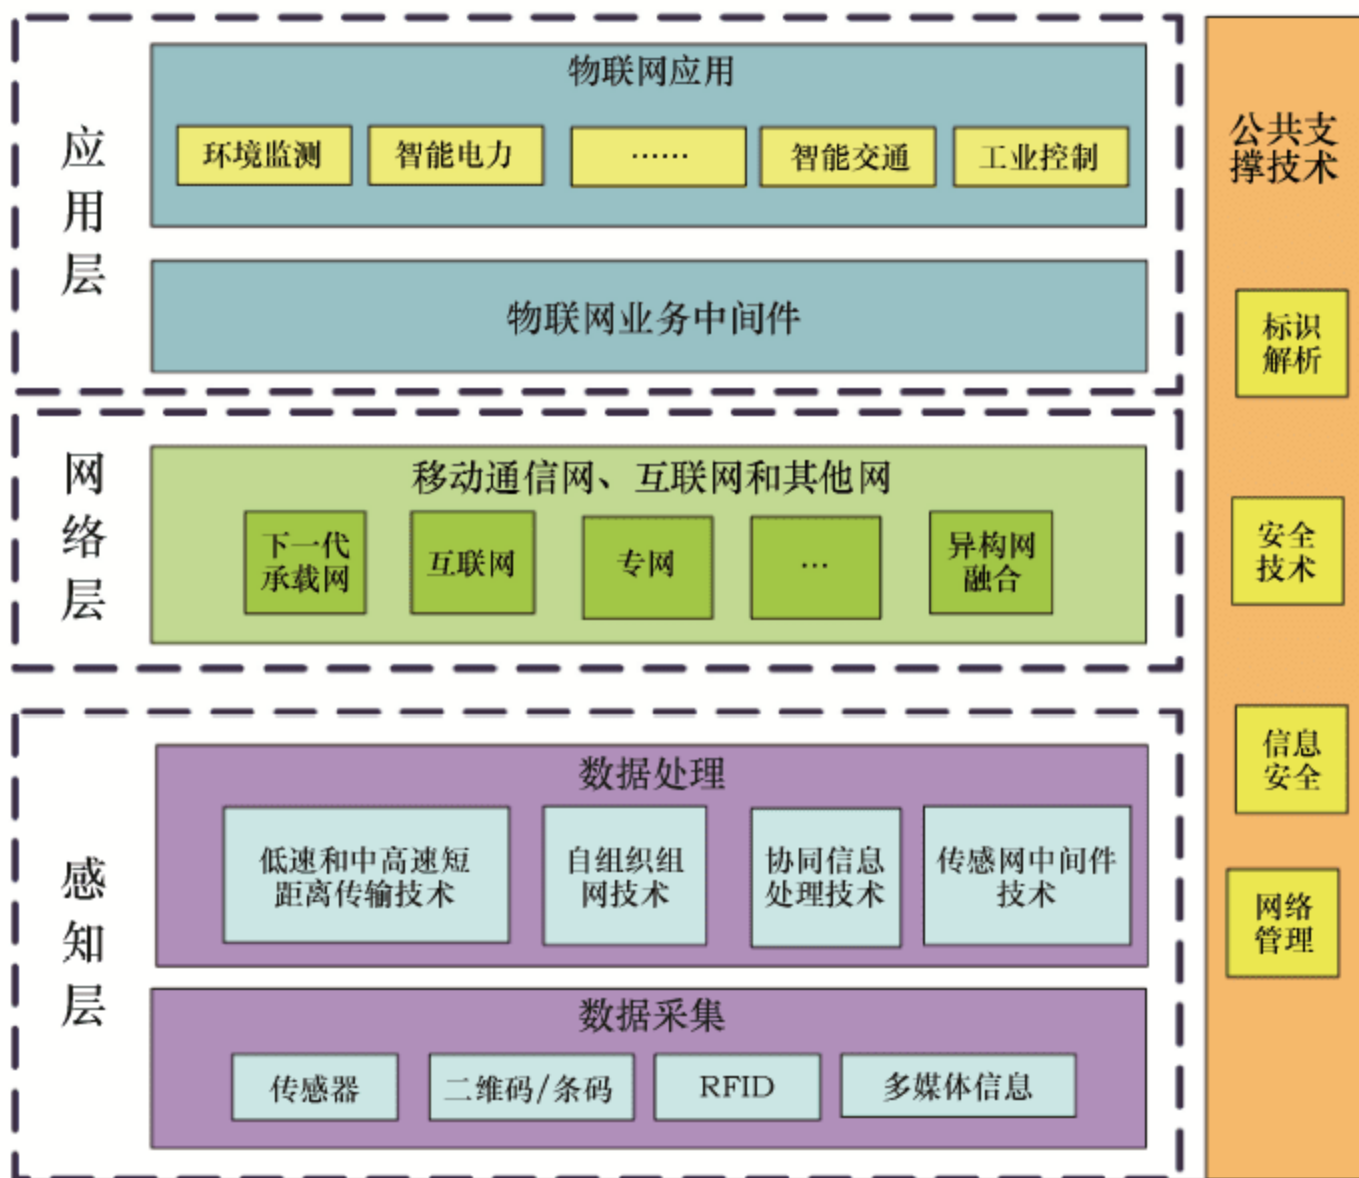 应用层
物联网应用
环境监测
智能电力
……
智能交通
工业控制
物联网业务中间件
网络层
移动通信网、互联网和其他网
下一代
承载网
互联网
专网
…
异构网
融合
感知层
数据处理
低速和中高速短
距离传输技术
自组织组
网技术
协同信息
处理技术
传感网中间件
技术
数据采集
传感器
二维码/条码
RFID
多媒体信息
公共支
撑技术
标识
解析
安全
技术
信息
安全
网络
管理